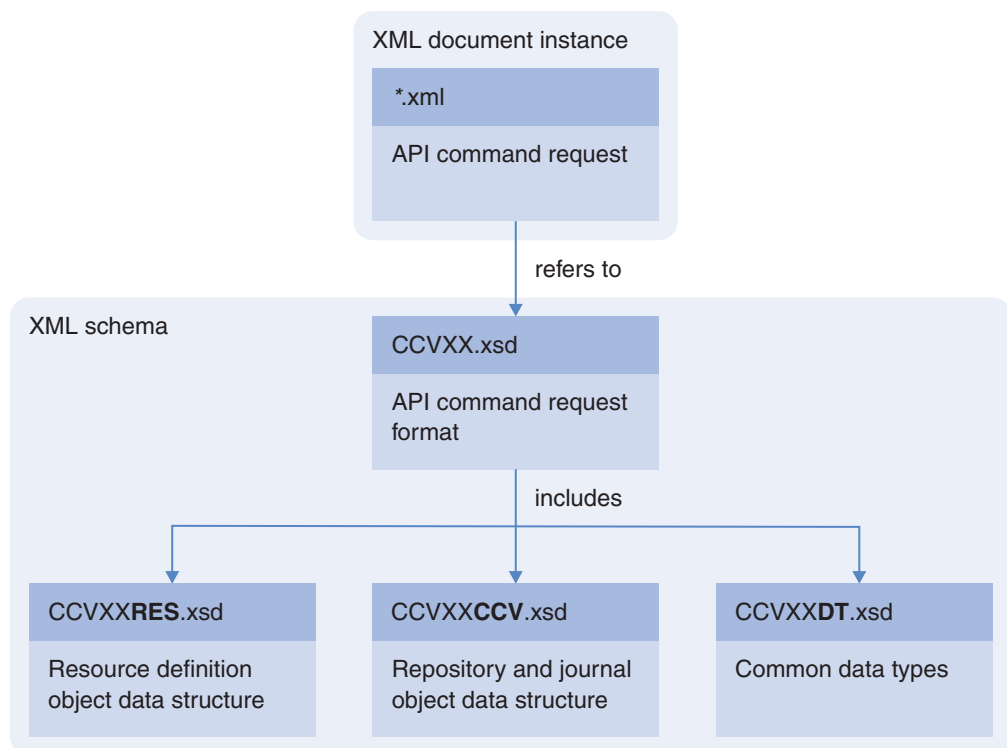 XML document instance
*.xml
API command request
refers to
XML schema
CCVXX.xsd
API command request
format
includes
CCVXXRES.xsd
Resource definition
object data structure
CCVXXCCV.xsd
Repository and journal
object data structure
CCVXXDT.xsd
Common data types